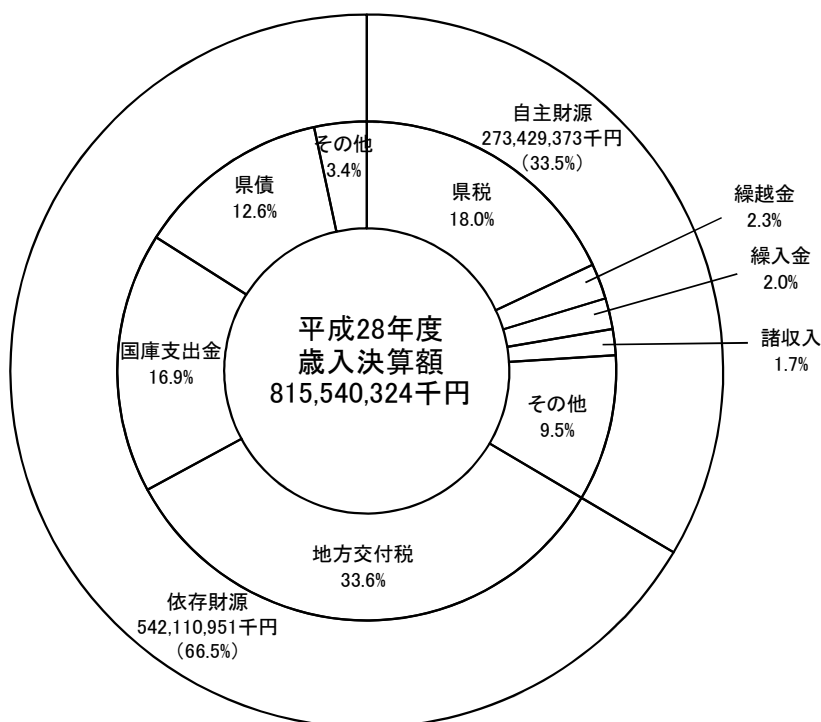 自主財源
273,429,373千円
（33.5%）
その他
3.4%
県債
12.6%
県税
18.0%
繰越金
2.3%
繰入金
2.0%
諸収入
1.7%
平成28年度
歳入決算額
815,540,324千円
国庫支出金
16.9%
その他
9.5%
地方交付税
33.6%
依存財源
542,110,951千円
（66.5%）